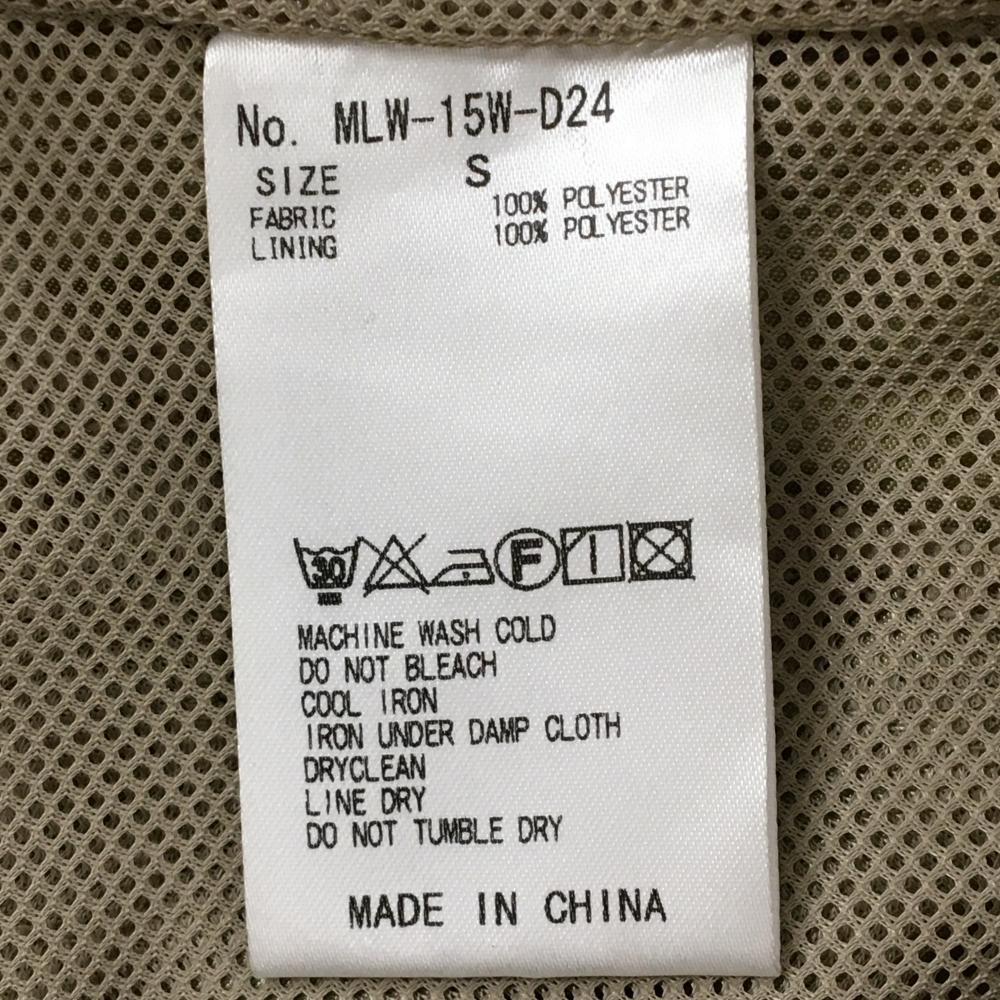 No. MLW-15W-D24
SIZE S
FABRIC 100% POLYESTER
LINING 100% POLYESTER
30 F
MACHINE WASH COLD
DO NOT BLEACH
COOL IRON
IRON UNDER DAMP CLOTH
DRYCLEAN
LINE DRY
DO NOT TUMBLE DRY
MADE IN CHINA